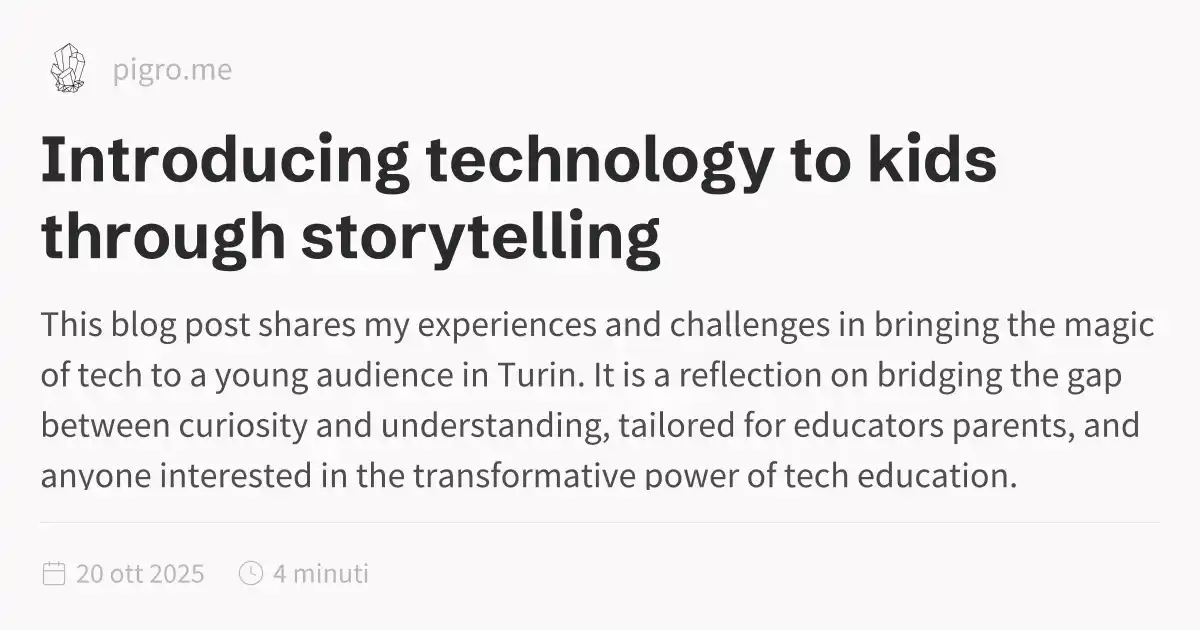 pigro.me
Introducing technology to kids
through storytelling
This blog post shares my experiences and challenges in bringing the magic
of tech to a young audience in Turin. It is a reflection on bridging the gap
between curiosity and understanding, tailored for educators parents, and
anyone interested in the transformative power of tech education.
20 ott 2025 4 minuti